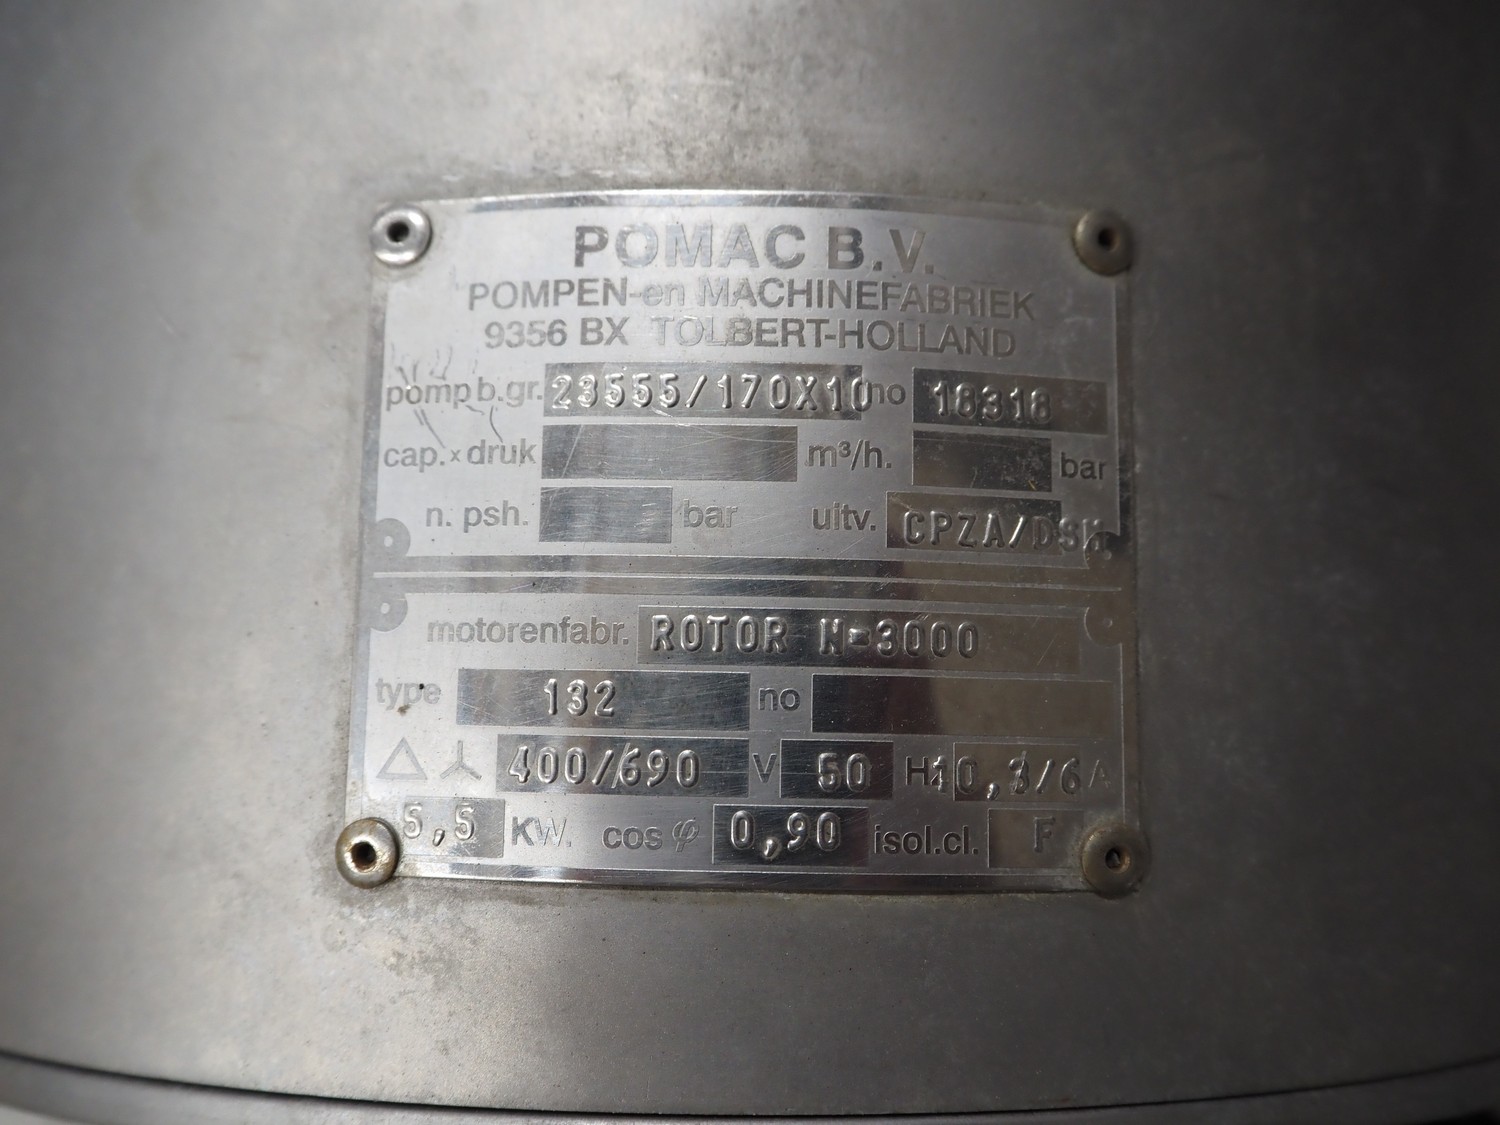 POMAC B.V.
POMPEN-en MACHINEFABRIEK
9356 BX TOLBERT-HOLLAND
pomp b.gr. 23555/170X10 no 18318
cap. x druk m³/h. bar
n. psh. bar uitv. CPZA/DSM
motorenfabr. ROTOR N=3000
type 132 no
△ 400/690 V 50 Hz 10,3/6 A
5,5 KW. cos φ 0,90 isol.cl. F